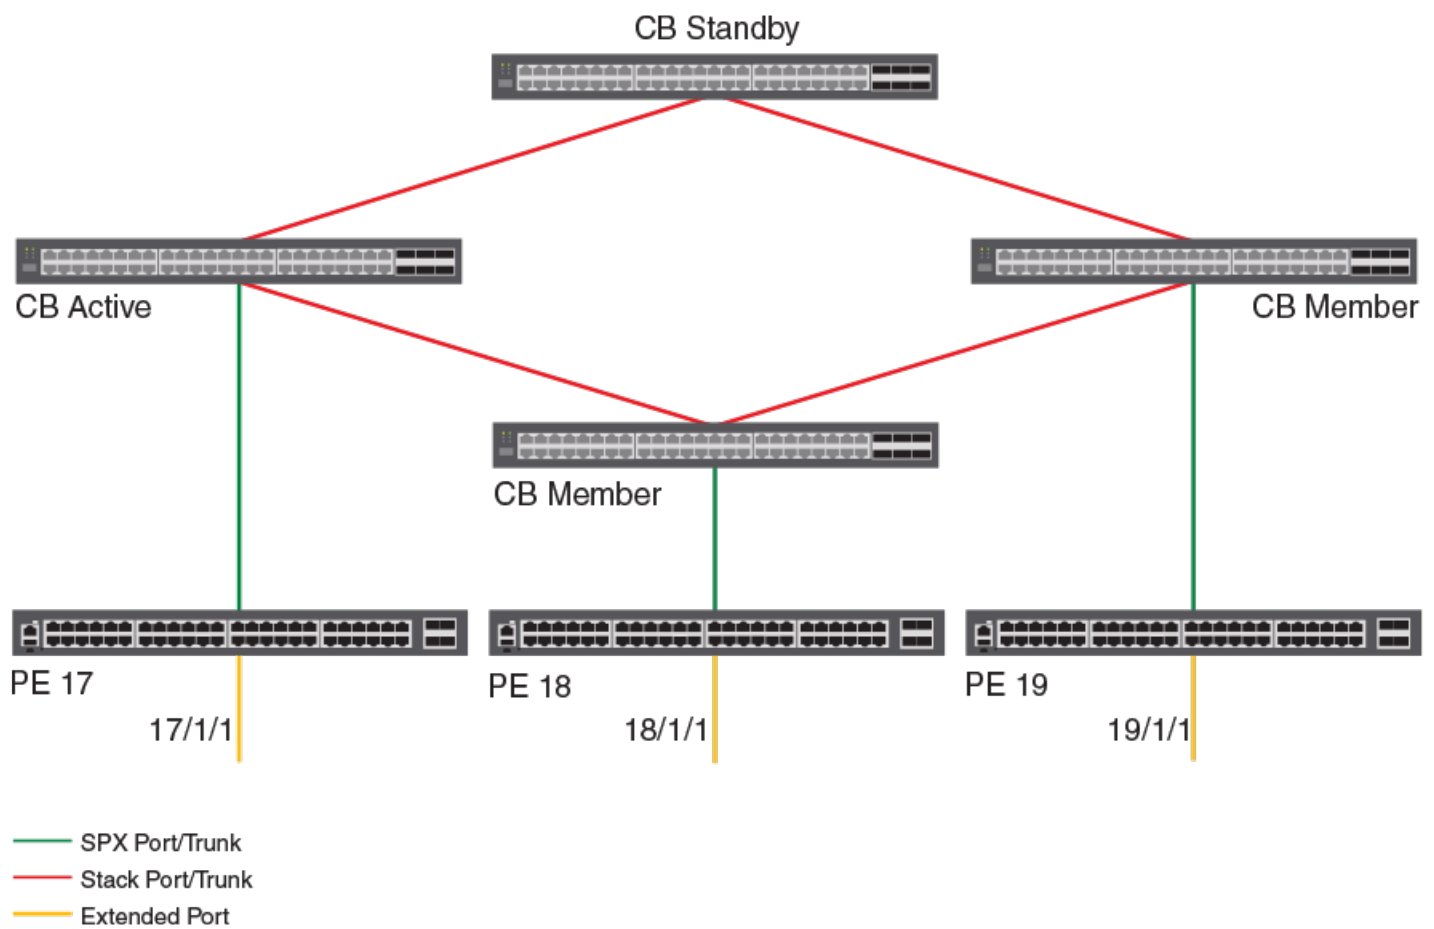 CB Standby
CB Active
CB Member
CB Member
PE 17
PE 18
PE 19
17/1/1
18/1/1
19/1/1
SPX Port/Trunk
Stack Port/Trunk
Extended Port